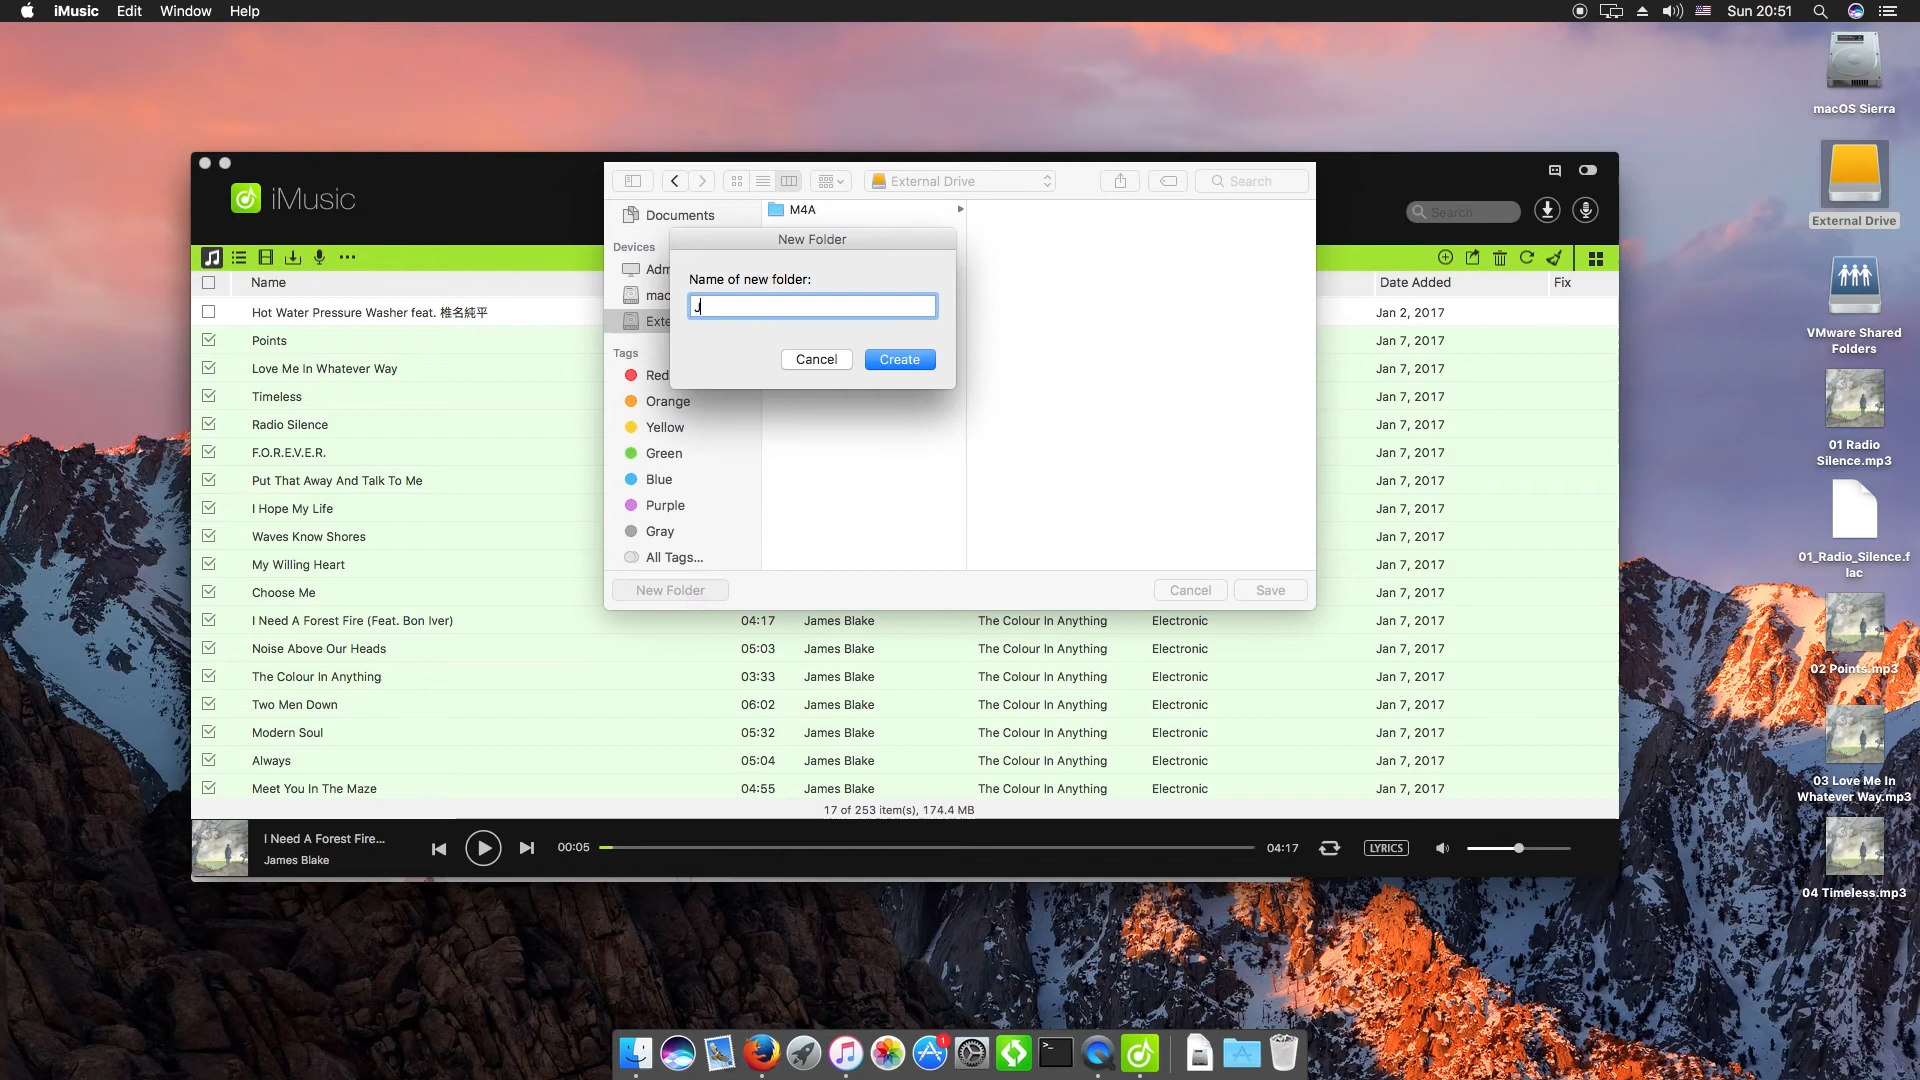 iMusic Edit Window Help
Sun 20:51
iMusic
Search
External Drive
Search
Documents
M4A
Devices
Adm
mac
Exte
New Folder
Name of new folder:
J
Cancel Create
Tags
Red
Orange
Yellow
Green
Blue
Purple
Gray
All Tags...
New Folder
Cancel Save
Name Date Added Fix
Hot Water Pressure Washer feat. 椎名純平 Jan 2, 2017
Points Jan 7, 2017
Love Me In Whatever Way Jan 7, 2017
Timeless Jan 7, 2017
Radio Silence Jan 7, 2017
F.O.R.E.V.E.R. Jan 7, 2017
Put That Away And Talk To Me Jan 7, 2017
I Hope My Life Jan 7, 2017
Waves Know Shores Jan 7, 2017
My Willing Heart Jan 7, 2017
Choose Me Jan 7, 2017
I Need A Forest Fire (Feat. Bon Iver) 04:17 James Blake The Colour In Anything Electronic Jan 7, 2017
Noise Above Our Heads 05:03 James Blake The Colour In Anything Electronic Jan 7, 2017
The Colour In Anything 03:33 James Blake The Colour In Anything Electronic Jan 7, 2017
Two Men Down 06:02 James Blake The Colour In Anything Electronic Jan 7, 2017
Modern Soul 05:32 James Blake The Colour In Anything Electronic Jan 7, 2017
Always 05:04 James Blake The Colour In Anything Electronic Jan 7, 2017
Meet You In The Maze 04:55 James Blake The Colour In Anything Electronic Jan 7, 2017
17 of 253 item(s), 174.4 MB
I Need A Forest Fire...
James Blake
00:05
04:17
LYRICS
macOS Sierra
External Drive
VMware Shared
Folders
01 Radio
Silence.mp3
01_Radio_Silence.f
lac
02 Points.mp3
03 Love Me In
Whatever Way.mp3
04 Timeless.mp3
1